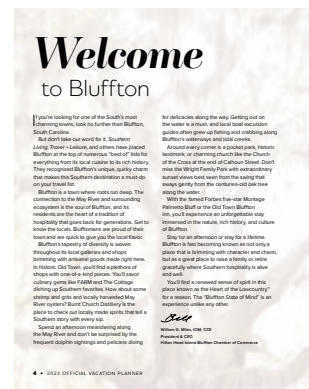 Welcome
to Bluffton
If you're looking for one of the South's most
charming towns, look no further than Bluffton,
South Carolina.
But don't take our word for it, Southern
Living, Travel + Leisure, and others have placed
Bluffton at the top of numerous "best of" lists for
everything from its local cuisine to its rich history.
They recognized Bluffton's unique, quirky charm
that makes this Southern destination a must-do
on your travel list.
Bluffton is a town where roots run deep. The
connection to the May River and surrounding
ecosystem is the soul of Bluffton, and its
residents are the heart of a tradition of
hospitality that goes back for generations. Get to
know the locals. Blufftonians are proud of their
town and are quick to give you the local flavor.
Bluffton's tapestry of diversity is woven
throughout its local galleries and shops
brimming with artisanal goods made right here.
In historic Old Town, you'll find a plethora of
shops with one-of-a-kind pieces. You'll savor
culinary gems like FARM and The Cottage
dishing up Southern favorites. How about some
shrimp and grits and locally harvested May
River oysters? Burnt Church Distillery is the
place to check out locally made spirits that tell a
Southern story with every sip.
Spend an afternoon meandering along
the May River and don't be surprised by the
frequent dolphin sightings and pelicans diving
for delicacies along the way. Getting out on
the water is a must, and local boat excursion
guides often grew up fishing and crabbing along
Bluffton's waterways and tidal creeks.
Around every corner is a pocket park, historic
landmark, or charming church like the Church
of the Cross at the end of Calhoun Street. Don't
miss the Wright Family Park with extraordinary
sunset views best seen from the swing that
sways gently from the centuries-old oak tree
along the water.
With the famed Forbes five-star Montage
Palmetto Bluff or the Old Town Bluffton
Inn, you'll experience an unforgettable stay
immersed in the nature, rich history, and culture
of Bluffton.
Stay for an afternoon or stay for a lifetime.
Bluffton is fast becoming known as not only a
place that is brimming with character and charm,
but as a great place to raise a family or retire
gracefully where Southern hospitality is alive
and well.
You'll find a renewed sense of spirit in this
place known as the Heart of the Lowcountry
for a reason. The "Bluffton State of Mind" is an
experience unlike any other.
Bill
William G. Miles, IOM, CCE
President & CEO
Hilton Head Island-Bluffton Chamber of Commerce
4 • 2023 OFFICIAL VACATION PLANNER